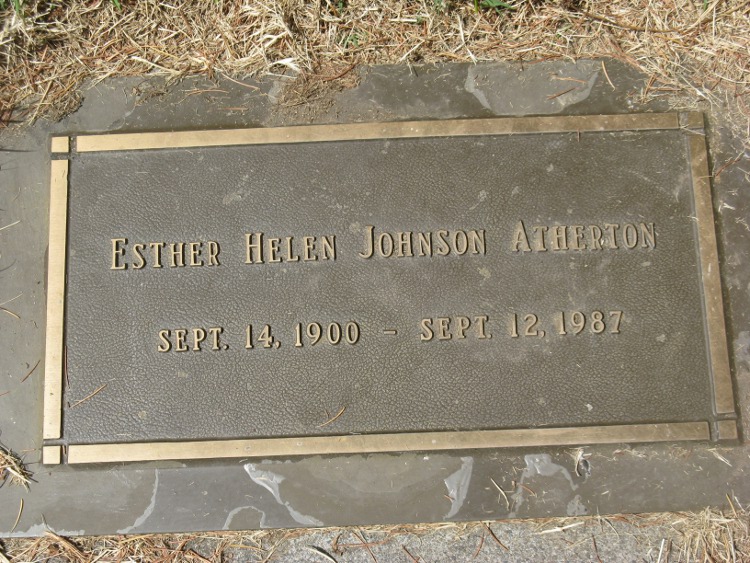 Esther Helen Johnson Atherton
Sept. 14, 1900 – Sept. 12, 1987